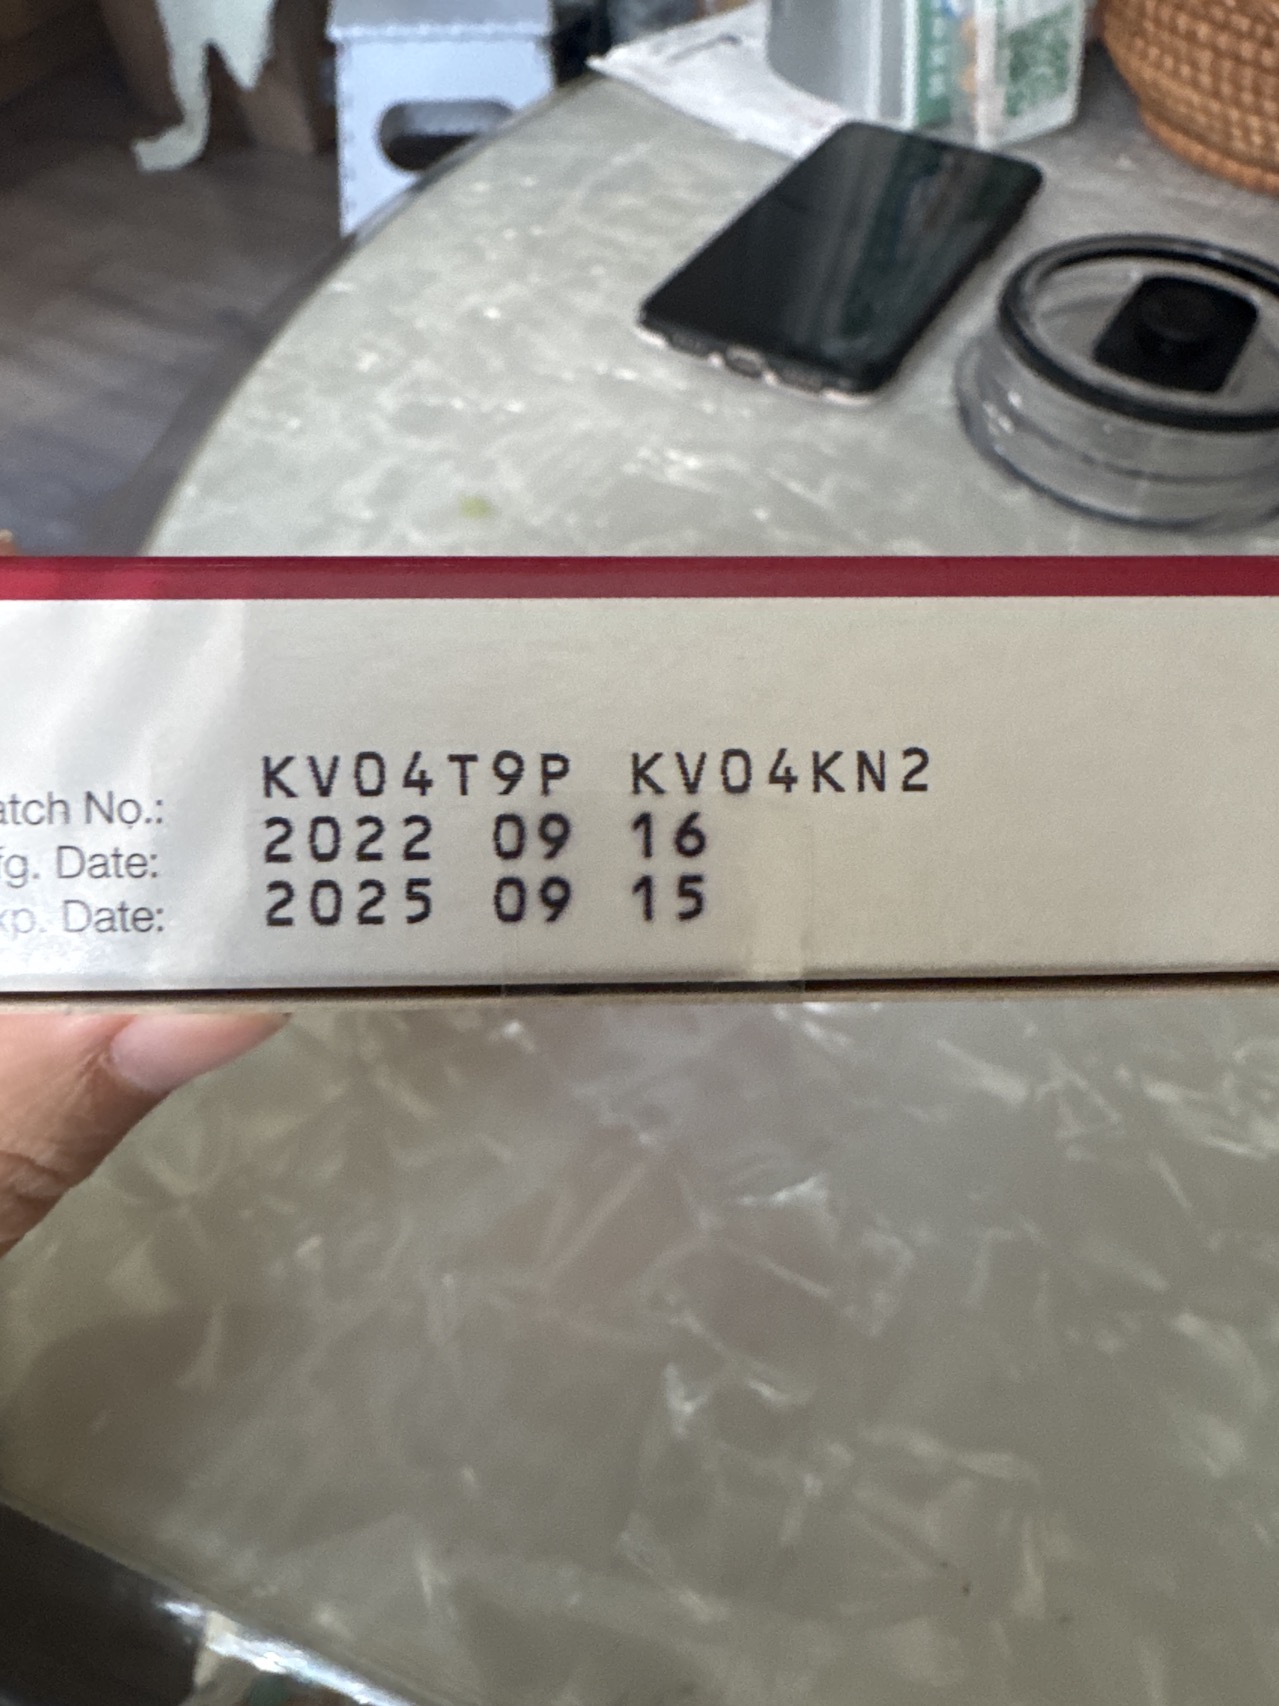 atch No.: KV04T9P KV04KN2
fg. Date: 2022 09 16
xp. Date: 2025 09 15